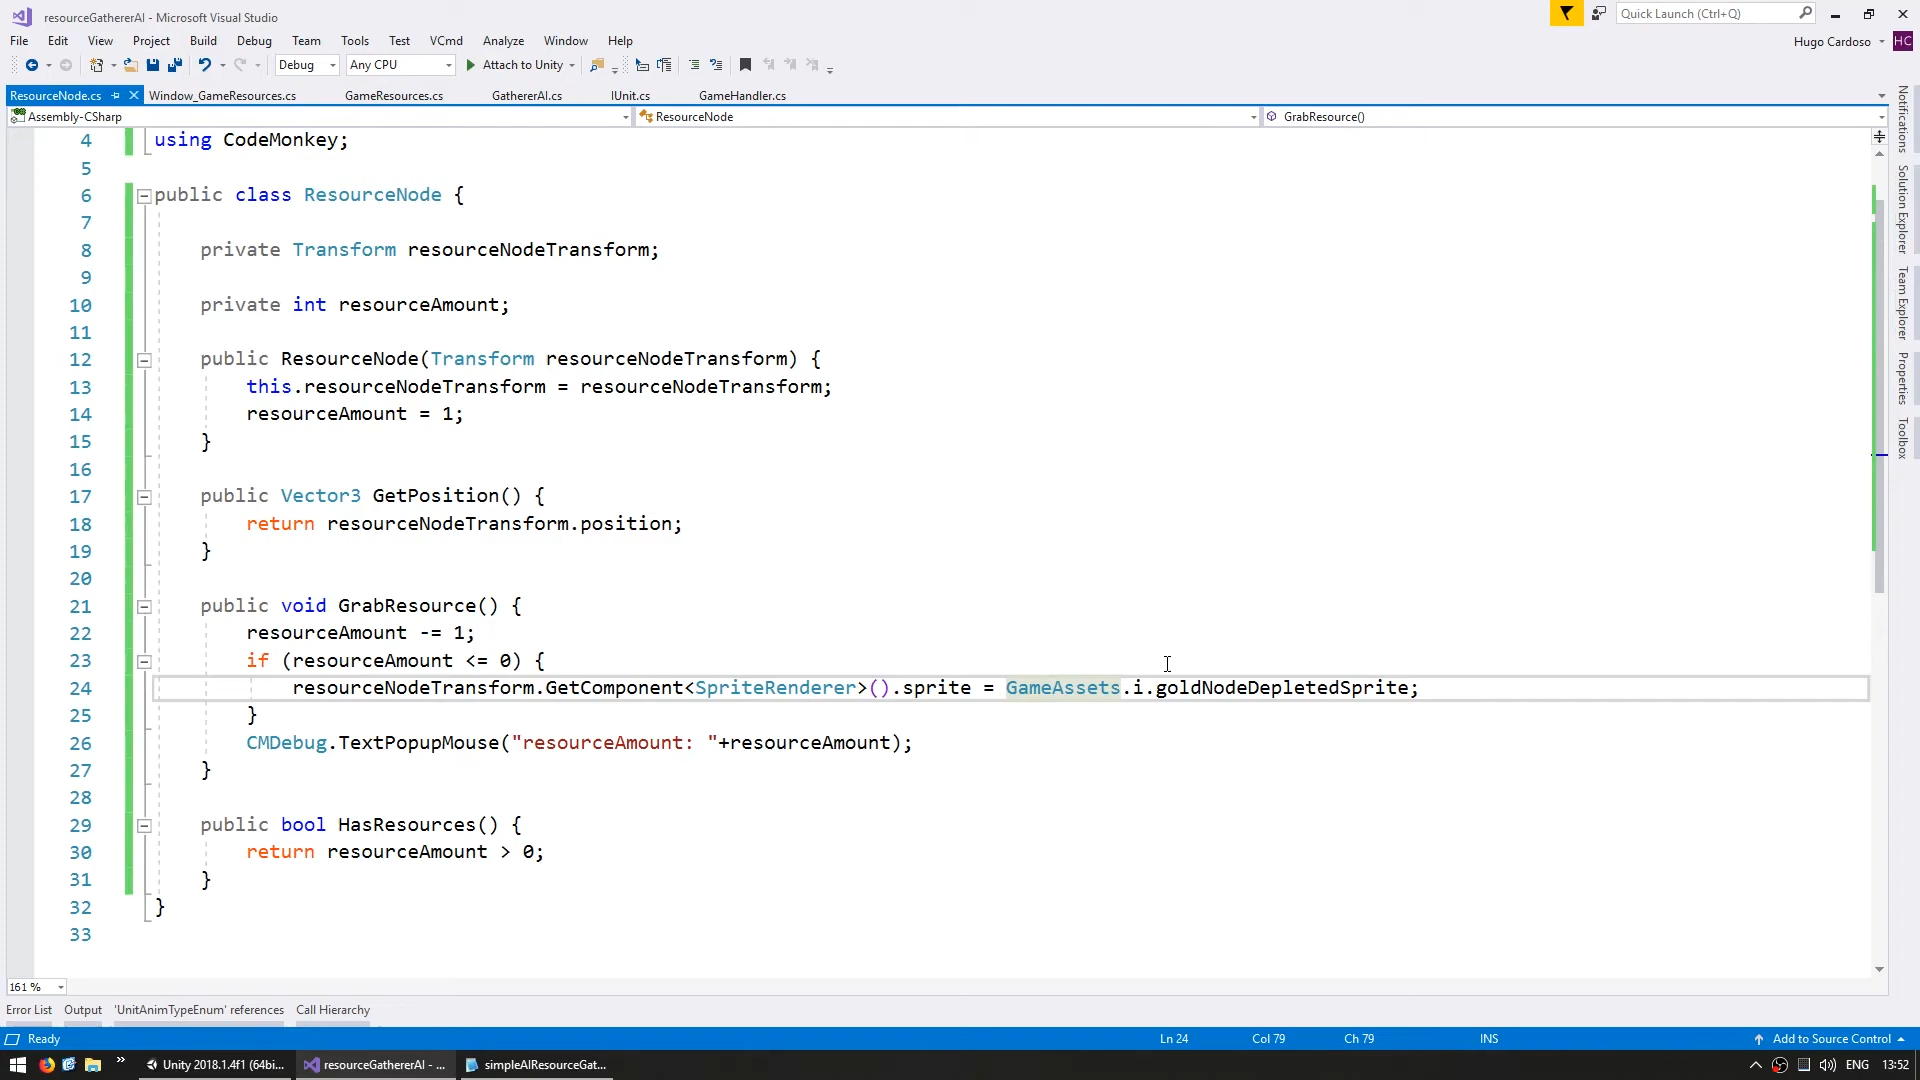 resourceGathererAI - Microsoft Visual Studio
Quick Launch (Ctrl+Q)
File Edit View Project Build Debug Team Tools Test VCmd Analyze Window Help
Hugo Cardoso HC
Debug Any CPU Attach to Unity
ResourceNode.cs Window_GameResources.cs GameResources.cs GathererAI.cs IUnit.cs GameHandler.cs
Assembly-CSharp ResourceNode GrabResource()
4 using CodeMonkey;
5
6 public class ResourceNode {
7
8 private Transform resourceNodeTransform;
9
10 private int resourceAmount;
11
12 public ResourceNode(Transform resourceNodeTransform) {
13 this.resourceNodeTransform = resourceNodeTransform;
14 resourceAmount = 1;
15 }
16
17 public Vector3 GetPosition() {
18 return resourceNodeTransform.position;
19 }
20
21 public void GrabResource() {
22 resourceAmount -= 1;
23 if (resourceAmount <= 0) {
24 resourceNodeTransform.GetComponent<SpriteRenderer>().sprite = GameAssets.i.goldNodeDepletedSprite;
25 }
26 CMDebug.TextPopupMouse("resourceAmount: "+resourceAmount);
27 }
28
29 public bool HasResources() {
30 return resourceAmount > 0;
31 }
32 }
33
Notifications
Solution Explorer
Team Explorer
Properties
Toolbox
161 %
Error List Output 'UnitAnimTypeEnum' references Call Hierarchy
Ready Ln 24 Col 79 Ch 79 INS Add to Source Control
Unity 2018.1.4f1 (64bi... resourceGathererAI - ... simpleAIResourceGat... ENG 13:52